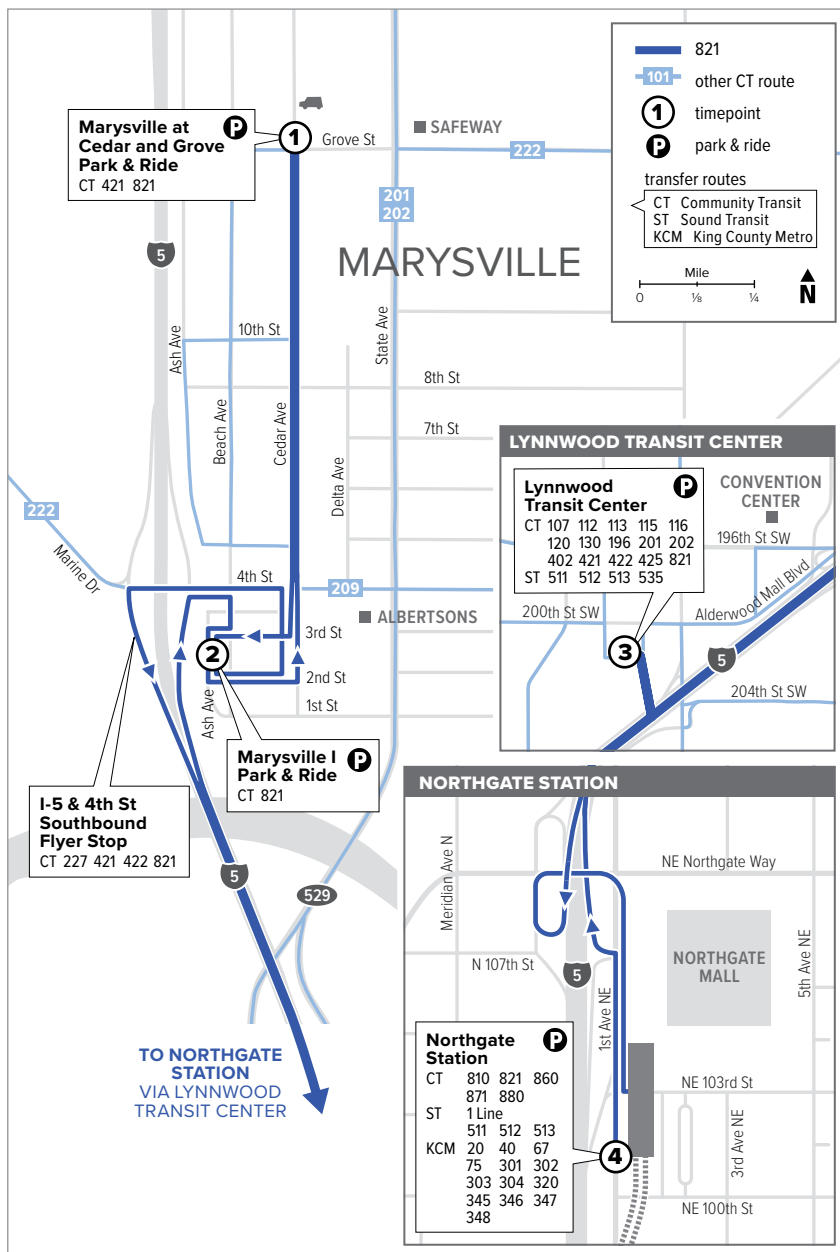 821
101
other CT route
1
timepoint
P
park & ride
transfer routes
CT Community Transit
ST Sound Transit
KCM King County Metro
Mile
0 ⅛ ¼
N
Marysville at
Cedar and Grove
Park & Ride
P
CT 421 821
1
Grove St
SAFEWAY
222
201
202
5
MARYSVILLE
10th St
Ash Ave
State Ave
8th St
Beach Ave
Cedar Ave
7th St
Delta Ave
222
Marine Dr
4th St
209
3rd St
ALBERTSONS
2
2nd St
1st St
Ash Ave
Marysville I
Park & Ride
P
CT 821
I-5 & 4th St
Southbound
Flyer Stop
CT 227 421 422 821
5
529
TO NORTHGATE
STATION
VIA LYNNWOOD
TRANSIT CENTER
LYNNWOOD TRANSIT CENTER
Lynnwood
Transit Center
P
CT 107 112 113 115 116
120 130 196 201 202
402 421 422 425 821
ST 511 512 513 535
CONVENTION
CENTER
196th St SW
Alderwood Mall Blvd
200th St SW
3
5
204th St SW
NORTHGATE STATION
Meridian Ave N
NE Northgate Way
N 107th St
5
NORTHGATE
MALL
5th Ave NE
1st Ave NE
Northgate
Station
P
CT 810 821 860
871 880
ST 1 Line
511 512 513
KCM 20 40 67
75 301 302
303 304 320
345 346 347
348
4
NE 103rd St
3rd Ave NE
NE 100th St